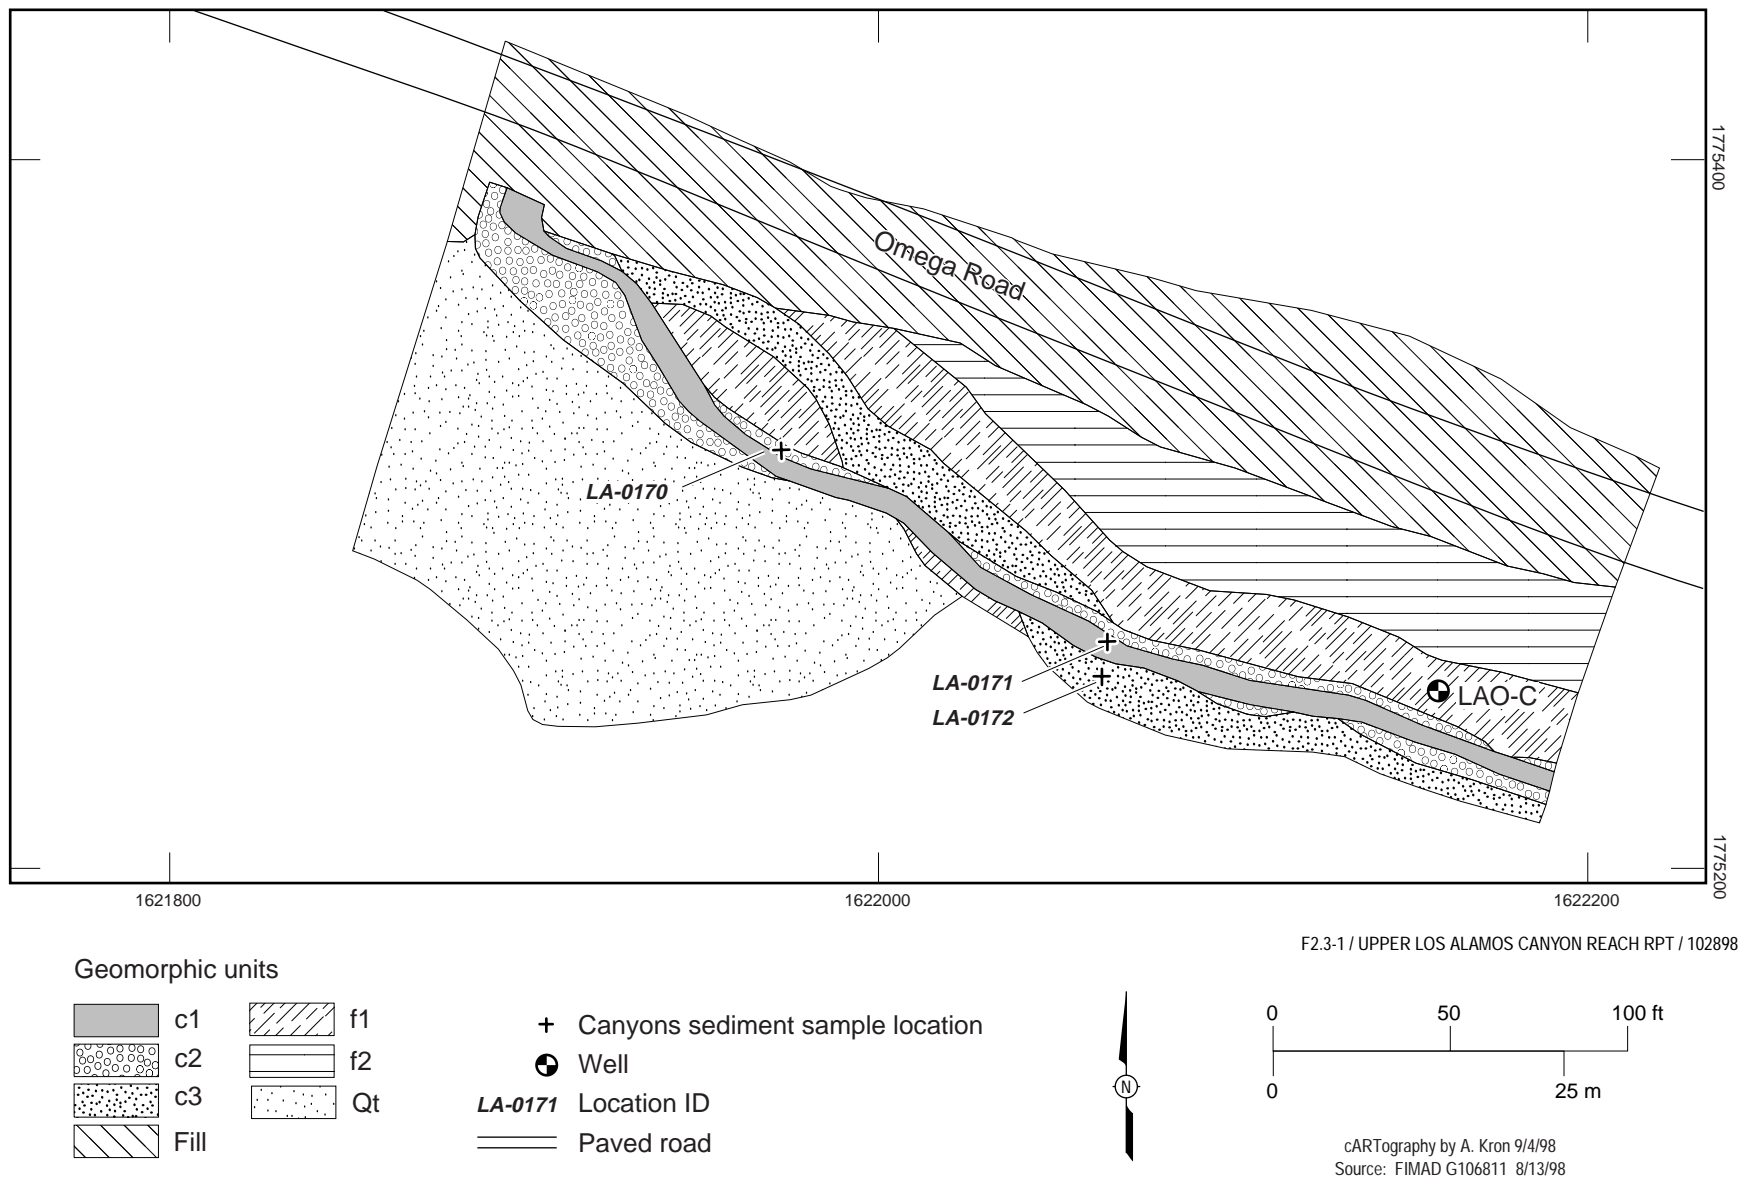 1775400
Omega Road
LA-0170
LA-0171
LA-0172
LAO-C
1775200
1621800
1622000
1622200
F2.3-1 / UPPER LOS ALAMOS CANYON REACH RPT / 102898
Geomorphic units
c1
c2
c3
Fill
f1
f2
Qt
Canyons sediment sample location
Well
LA-0171 Location ID
Paved road
N
0 50 100 ft
0 25 m
cARTography by A. Kron 9/4/98
Source: FIMAD G106811 8/13/98